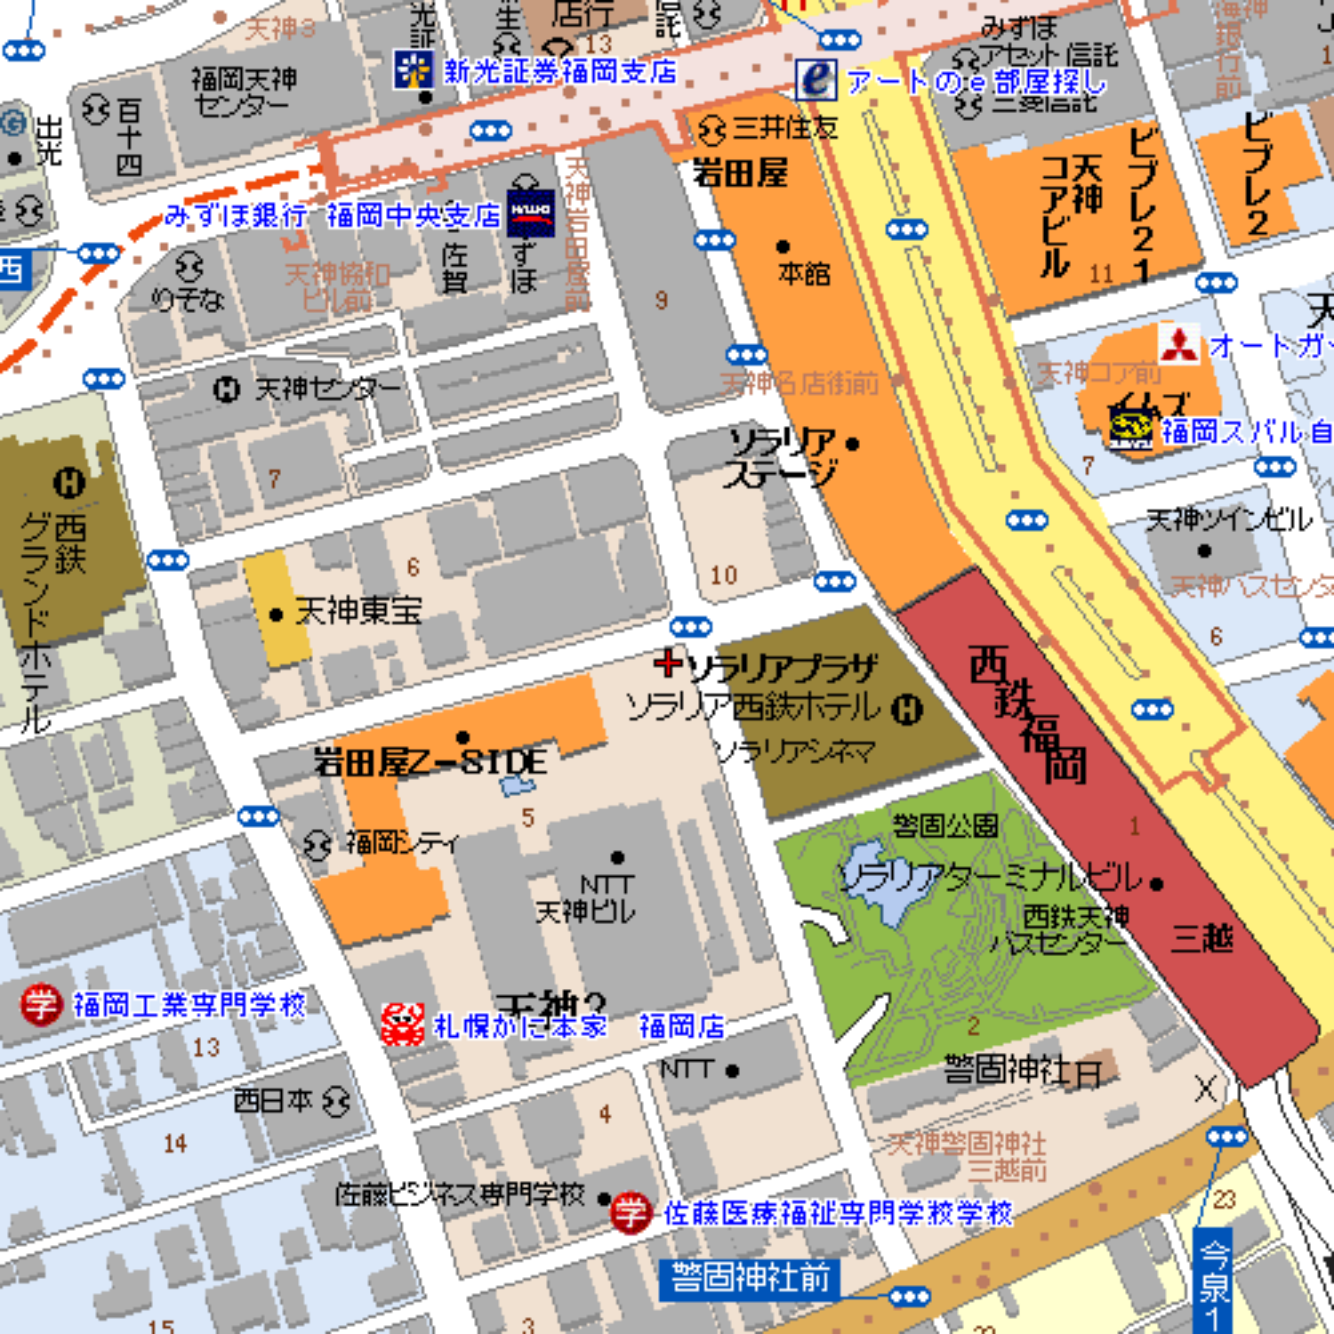 天神3
店行
13
みずほ
アセット信託
三菱信託
福岡天神
センター
新光証券福岡支店
アートのe部屋探し
百十四
出光
三井住友
岩田屋
本館
天神
コアビル
ビブレ21
ビブレ2
11
みずほ銀行 福岡中央支店
佐賀
ずほ
天神岩田屋前
天神協和
ビル前
りそな
9
西
天神センター
天神名店街前
天神コア前
イムズ
福岡スバル自
ソラリア
ステージ
7
7
西鉄
グランドホテル
天神ツインビル
6
10
天神東宝
天神バスセンタ
6
ソラリアプラザ
ソラリア西鉄ホテル
ソラリアシネマ
西鉄福岡
岩田屋Z-SIDE
5
福岡シティ
警固公園
1
NTT
天神ビル
ソラリアターミナルビル
西鉄天神
バスセンター
三越
福岡工業専門学校
天神2
札幌かに本家 福岡店
2
13
NTT
警固神社
西日本
14
4
天神警固神社
三越前
佐藤ビジネス専門学校
佐藤医療福祉専門学校学校
23
警固神社前
今泉1
15
3